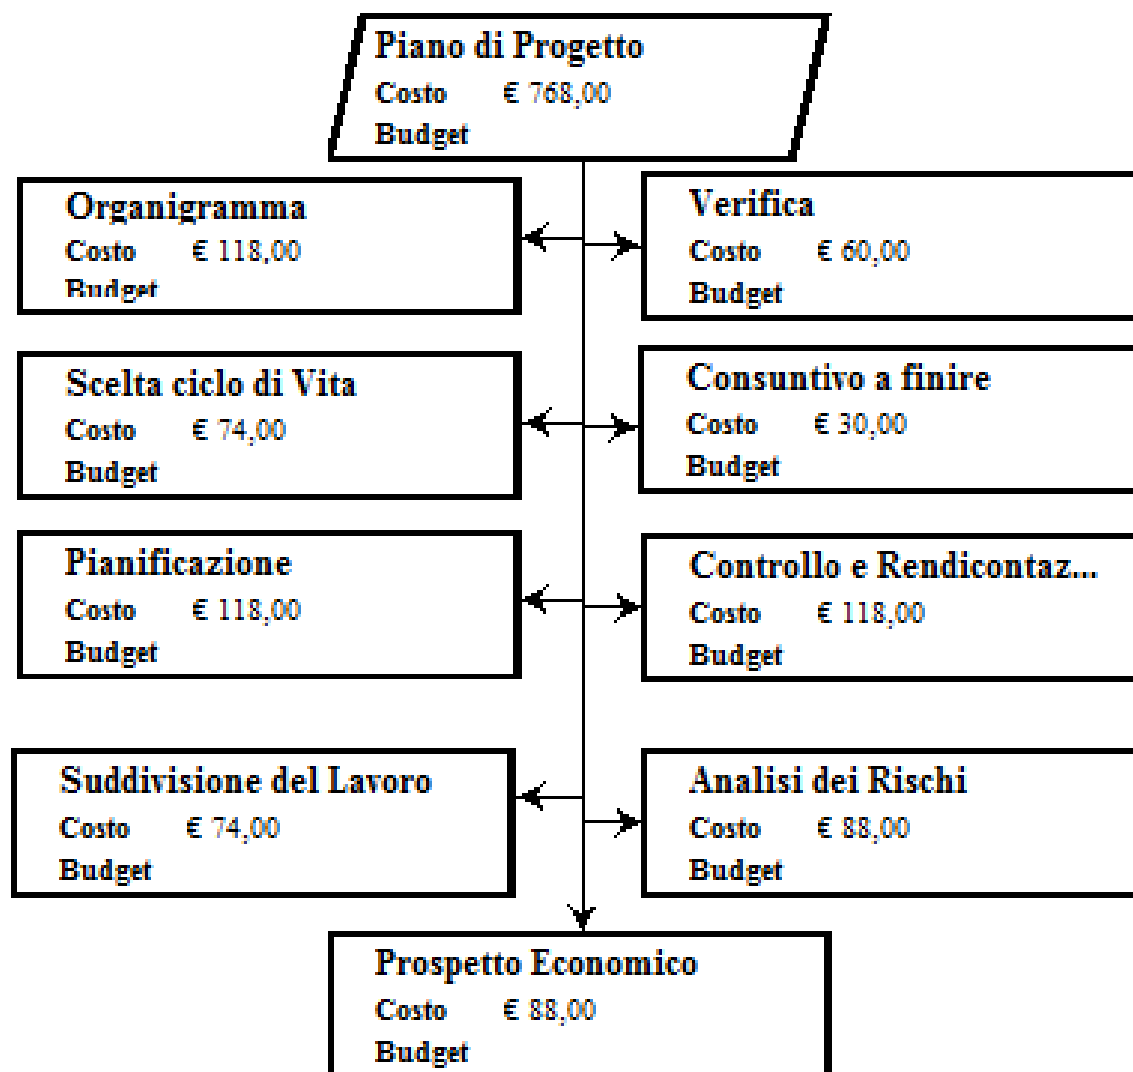 Piano di Progetto
Costo € 768,00
Budget
Organigramma
Costo € 118,00
Budget
Verifica
Costo € 60,00
Budget
Scelta ciclo di Vita
Costo € 74,00
Budget
Consuntivo a finire
Costo € 30,00
Budget
Pianificazione
Costo € 118,00
Budget
Controllo e Rendicontaz...
Costo € 118,00
Budget
Suddivisione del Lavoro
Costo € 74,00
Budget
Analisi dei Rischi
Costo € 88,00
Budget
Prospetto Economico
Costo € 88,00
Budget